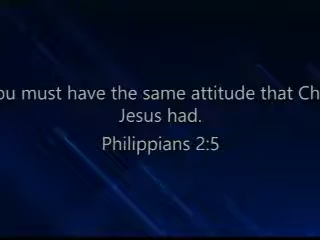 ou must have the same attitude that Ch
Jesus had.
Philippians 2:5